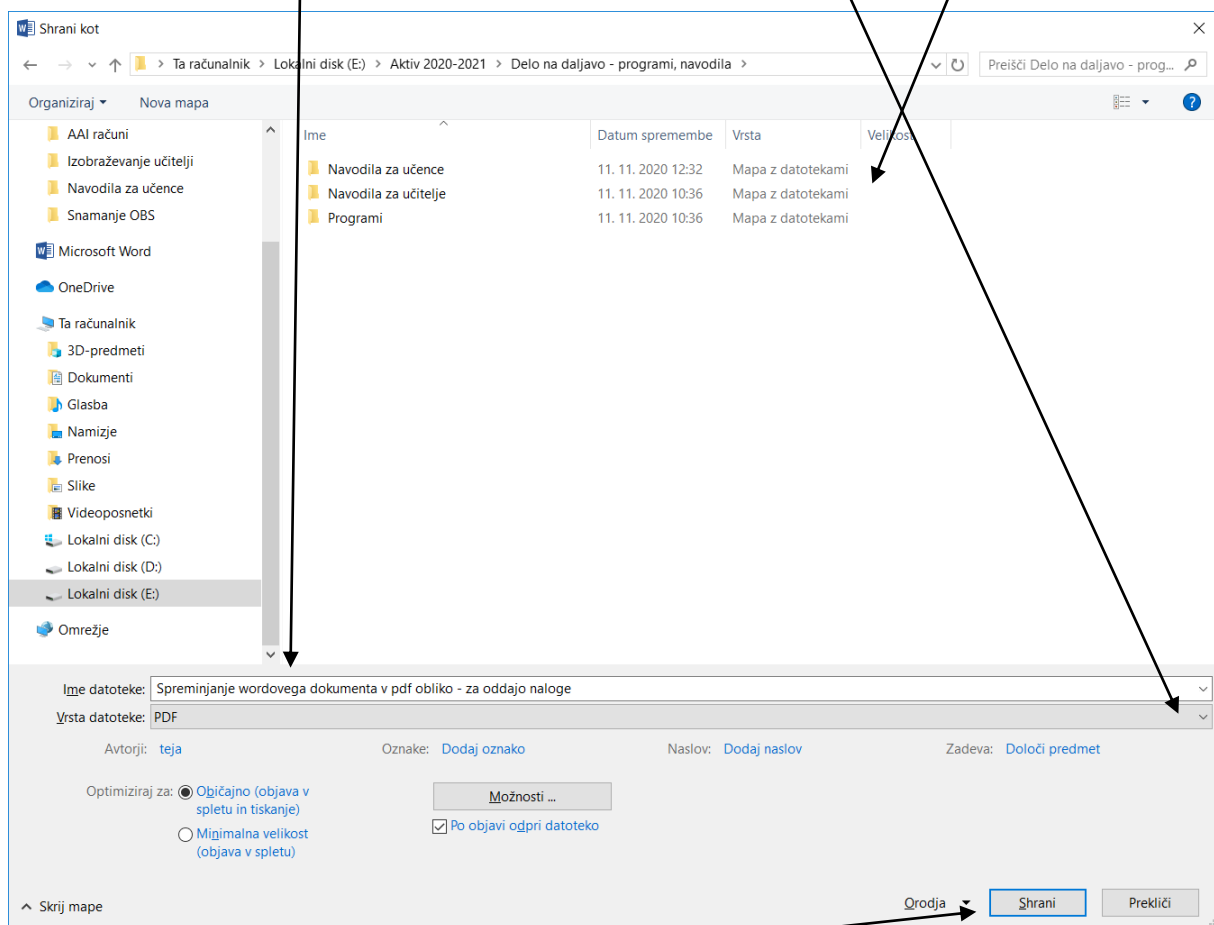 Shrani kot
Ta računalnik > Lokalni disk (E:) > Aktiv 2020-2021 > Delo na daljavo - programi, navodila >
Preišči Delo na daljavo - prog...
Organiziraj
Nova mapa
?
AAI računi
Izobraževanje učitelji
Navodila za učence
Snamanje OBS
Microsoft Word
OneDrive
Ta računalnik
3D-predmeti
Dokumenti
Glasba
Namizje
Prenosi
Slike
Videoposnetki
Lokalni disk (C:)
Lokalni disk (D:)
Lokalni disk (E:)
Omrežje
Ime Datum spremembe Vrsta Velikost
Navodila za učence 11. 11. 2020 12:32 Mapa z datotekami
Navodila za učitelje 11. 11. 2020 10:36 Mapa z datotekami
Programi 11. 11. 2020 10:36 Mapa z datotekami
Ime datoteke: Spreminjanje wordovega dokumenta v pdf obliko - za oddajo naloge
Vrsta datoteke: PDF
Avtorji: teja Oznake: Dodaj oznako Naslov: Dodaj naslov Zadeva: Določi predmet
Optimiziraj za: Običajno (objava v
spletu in tiskanje)
Minimalna velikost
(objava v spletu)
Možnosti ...
Po objavi odpri datoteko
Skrij mape
Orodja Shrani Prekliči